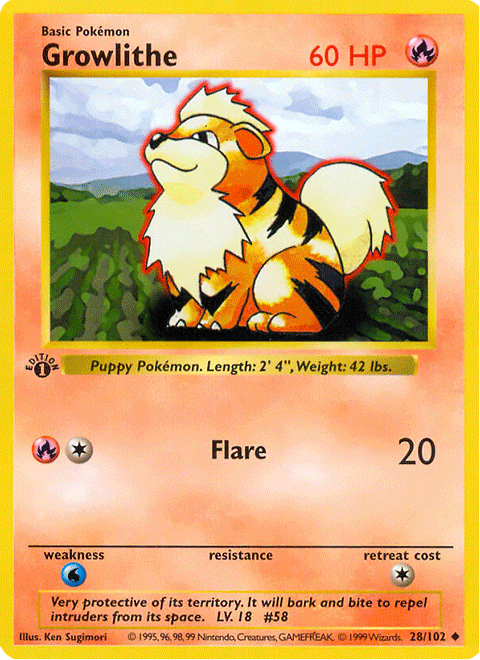 Basic Pokémon
Growlithe 60 HP
EDITION
1
Puppy Pokémon. Length: 2' 4", Weight: 42 lbs.
Flare 20
weakness resistance retreat cost
Very protective of its territory. It will bark and bite to repel
intruders from its space. LV. 18 #58
Illus. Ken Sugimori © 1995, 96, 98, 99 Nintendo, Creatures, GAMEFREAK. © 1999 Wizards. 28/102